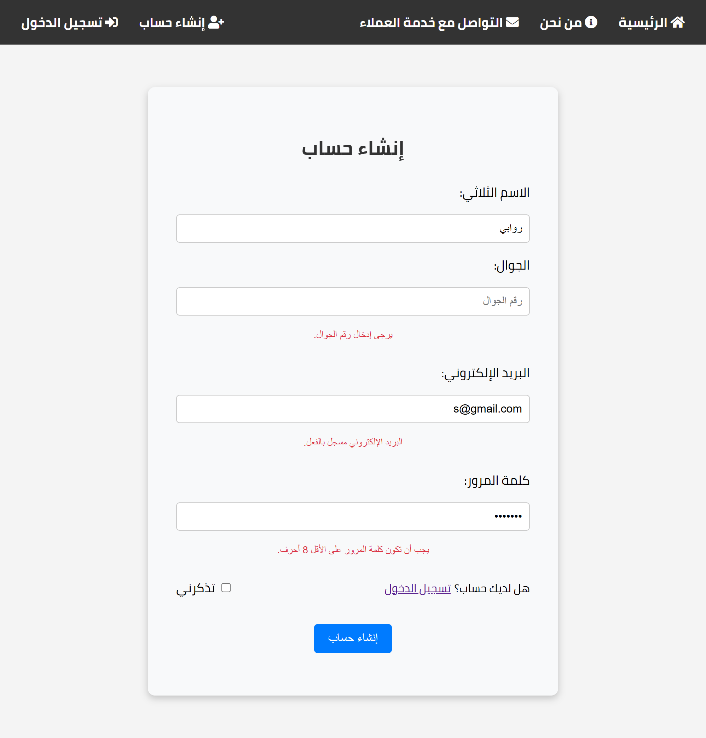 الرئيسية من نحن التواصل مع خدمة العملاء إنشاء حساب تسجيل الدخول
إنشاء حساب
الاسم الثلاثي:
روابي
الجوال:
رقم الجوال
يرجى إدخال رقم الجوال.
البريد الإلكتروني:
s@gmail.com
البريد الإلكتروني مسجل بالفعل.
كلمة المرور:
•••••••
يجب أن تكون كلمة المرور على الأقل 8 أحرف.
هل لديك حساب؟ تسجيل الدخول تذكرني
إنشاء حساب